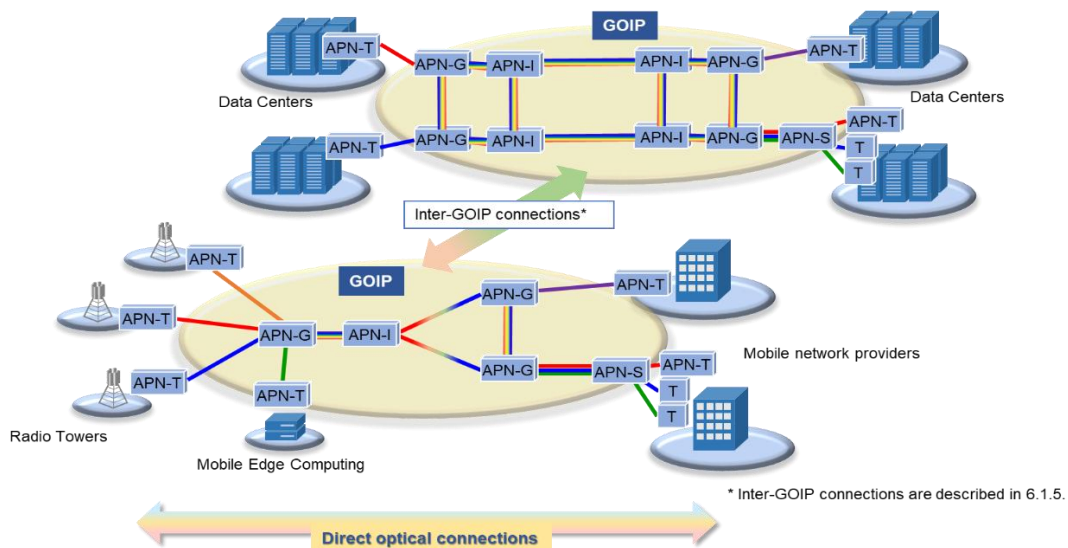 GOIP
APN-T
APN-G
APN-I
APN-I
APN-G
APN-T
Data Centers
Data Centers
APN-T
APN-G
APN-I
APN-I
APN-G
APN-S
APN-T
T
T
Inter-GOIP connections*
GOIP
APN-T
APN-G
APN-T
APN-T
APN-G
APN-I
Mobile network providers
APN-G
APN-S
APN-T
APN-T
APN-T
T
T
Radio Towers
Mobile Edge Computing
* Inter-GOIP connections are described in 6.1.5.
Direct optical connections